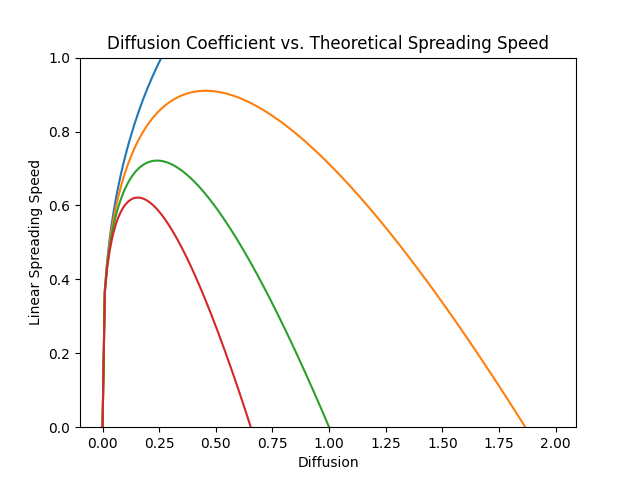 Diffusion Coefficient vs. Theoretical Spreading Speed
1.0
0.8
0.6
0.4
0.2
0.0
Linear Spreading Speed
0.00 0.25 0.50 0.75 1.00 1.25 1.50 1.75 2.00
Diffusion